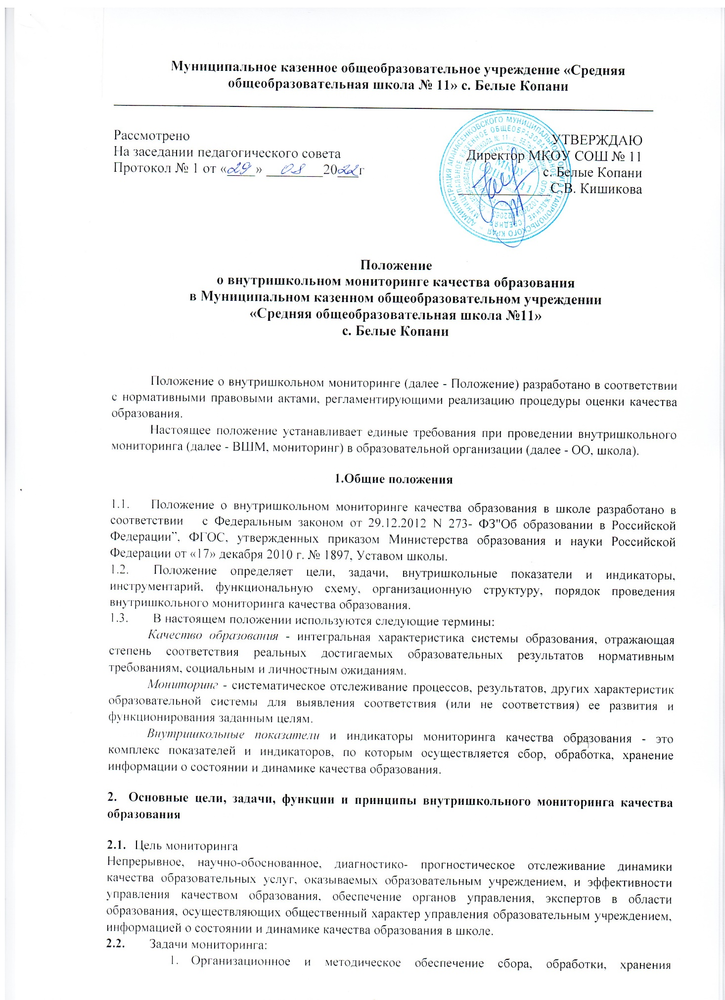 Муниципальное казенное общеобразовательное учреждение «Средняя
общеобразовательная школа № 11» с. Белые Копани
Рассмотрено
На заседании педагогического совета
Протокол № 1 от «29» 08 2022г
УТВЕРЖДАЮ
Директор МКОУ СОШ № 11
с. Белые Копани
С.В. Кишикова
Положение
о внутришкольном мониторинге качества образования
в Муниципальном казенном общеобразовательном учреждении
«Средняя общеобразовательная школа №11»
с. Белые Копани
Положение о внутришкольном мониторинге (далее - Положение) разработано в соответствии
с нормативными правовыми актами, регламентирующими реализацию процедуры оценки качества
образования.
Настоящее положение устанавливает единые требования при проведении внутришкольного
мониторинга (далее - ВШМ, мониторинг) в образовательной организации (далее - ОО, школа).
1.Общие положения
1.1. Положение о внутришкольном мониторинге качества образования в школе разработано в
соответствии с Федеральным законом от 29.12.2012 N 273- ФЗ"Об образовании в Российской
Федерации”, ФГОС, утвержденных приказом Министерства образования и науки Российской
Федерации от «17» декабря 2010 г. № 1897, Уставом школы.
1.2. Положение определяет цели, задачи, внутришкольные показатели и индикаторы,
инструментарий, функциональную схему, организационную структуру, порядок проведения
внутришкольного мониторинга качества образования.
1.3. В настоящем положении используются следующие термины:
Качество образования - интегральная характеристика системы образования, отражающая
степень соответствия реальных достигаемых образовательных результатов нормативным
требованиям, социальным и личностным ожиданиям.
Мониторинг - систематическое отслеживание процессов, результатов, других характеристик
образовательной системы для выявления соответствия (или не соответствия) ее развития и
функционирования заданным целям.
Внутришкольные показатели и индикаторы мониторинга качества образования - это
комплекс показателей и индикаторов, по которым осуществляется сбор, обработка, хранение
информации о состоянии и динамике качества образования.
2. Основные цели, задачи, функции и принципы внутришкольного мониторинга качества
образования
2.1. Цель мониторинга
Непрерывное, научно-обоснованное, диагностико- прогностическое отслеживание динамики
качества образовательных услуг, оказываемых образовательным учреждением, и эффективности
управления качеством образования, обеспечение органов управления, экспертов в области
образования, осуществляющих общественный характер управления образовательным учреждением,
информацией о состоянии и динамике качества образования в школе.
2.2. Задачи мониторинга:
1. Организационное и методическое обеспечение сбора, обработки, хранения
АДМИНИСТРАЦИЯ АПАНАСЕНКОВСКОГО МУНИЦИПАЛЬНОГО ОКРУГА СТАВРОПОЛЬСКОГО КРАЯ
МУНИЦИПАЛЬНОЕ КАЗЕННОЕ ОБЩЕОБРАЗОВАТЕЛЬНОЕ УЧРЕЖДЕНИЕ СРЕДНЯЯ
МКОУ
СОШ № 11